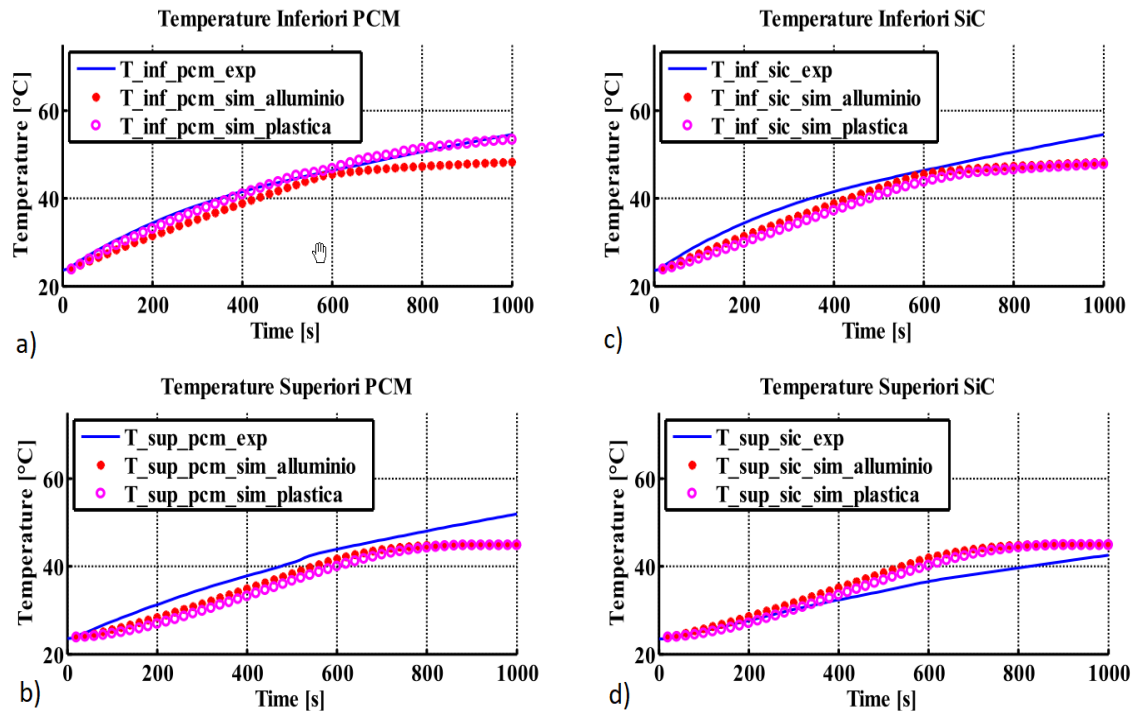 Temperature Inferiori PCM
T_inf_pcm_exp
T_inf_pcm_sim_alluminio
T_inf_pcm_sim_plastica
Temperature [°C]
60
40
20
0 200 400 600 800 1000
Time [s]
a)
Temperature Inferiori SiC
T_inf_sic_exp
T_inf_sic_sim_alluminio
T_inf_sic_sim_plastica
Temperature [°C]
60
40
20
0 200 400 600 800 1000
Time [s]
c)
Temperature Superiori PCM
T_sup_pcm_exp
T_sup_pcm_sim_alluminio
T_sup_pcm_sim_plastica
Temperature [°C]
60
40
20
0 200 400 600 800 1000
Time [s]
b)
Temperature Superiori SiC
T_sup_sic_exp
T_sup_sic_sim_alluminio
T_sup_sic_sim_plastica
Temperature [°C]
60
40
20
0 200 400 600 800 1000
Time [s]
d)